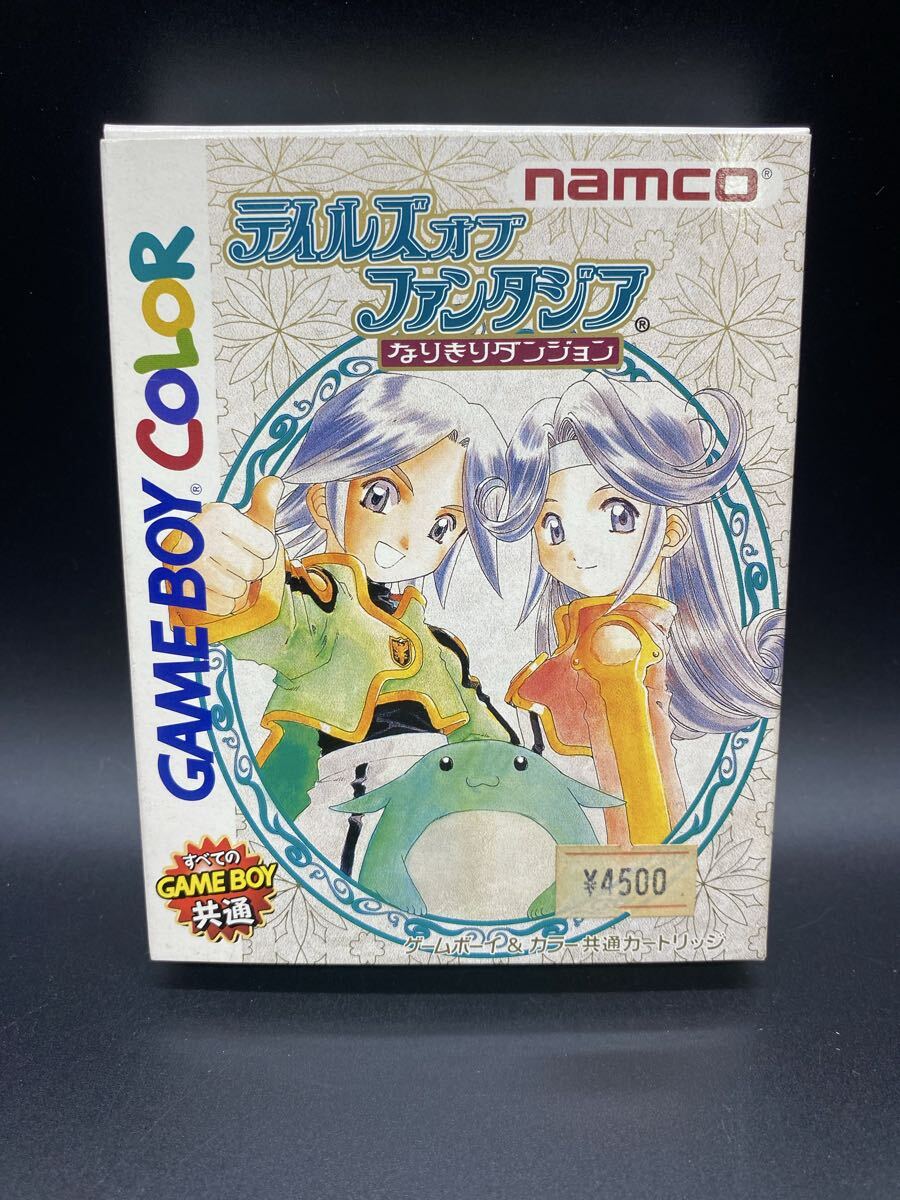 namco®
テイルズ オブ
ファンタジア®
なりきりダンジョン
GAME BOY® COLOR
すべての
GAME BOY
共通
¥4500
ゲームボーイ & カラー共通カートリッジ